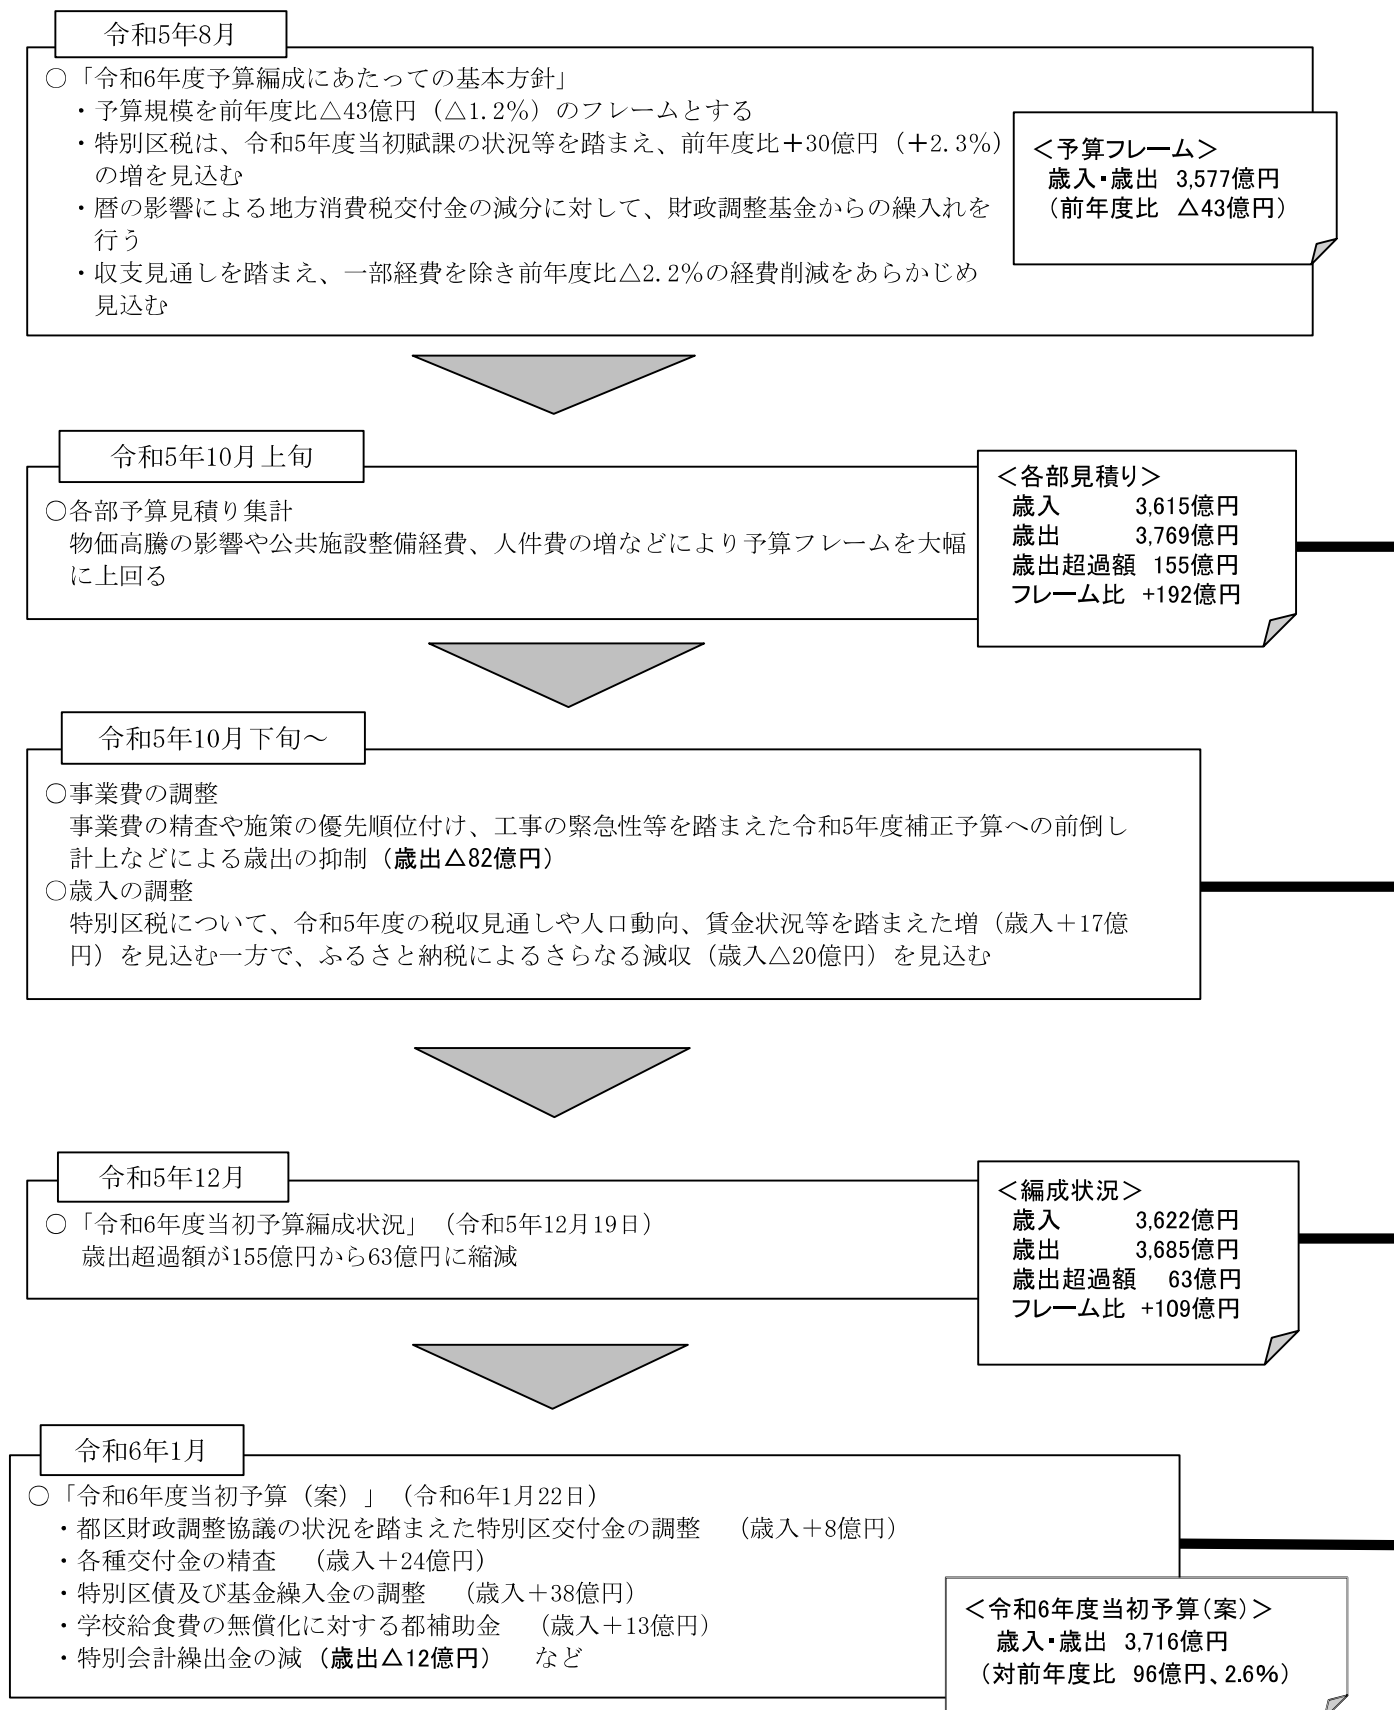 令和5年8月
○「令和6年度予算編成にあたっての基本方針」
・予算規模を前年度比△43億円（△1.2％）のフレームとする
・特別区税は、令和5年度当初賦課の状況等を踏まえ、前年度比＋30億円（＋2.3％）
の増を見込む
・暦の影響による地方消費税交付金の減分に対して、財政調整基金からの繰入れを
行う
・収支見通しを踏まえ、一部経費を除き前年度比△2.2％の経費削減をあらかじめ
見込む
＜予算フレーム＞
歳入・歳出 3,577億円
（前年度比 △43億円）
令和5年10月上旬
○各部予算見積り集計
物価高騰の影響や公共施設整備経費、人件費の増などにより予算フレームを大幅
に上回る
＜各部見積り＞
歳入 3,615億円
歳出 3,769億円
歳出超過額 155億円
フレーム比 +192億円
令和5年10月下旬～
○事業費の調整
事業費の精査や施策の優先順位付け、工事の緊急性等を踏まえた令和5年度補正予算への前倒し
計上などによる歳出の抑制（歳出△82億円）
○歳入の調整
特別区税について、令和5年度の税収見通しや人口動向、賃金状況等を踏まえた増（歳入＋17億
円）を見込む一方で、ふるさと納税によるさらなる減収（歳入△20億円）を見込む
令和5年12月
○「令和6年度当初予算編成状況」（令和5年12月19日）
歳出超過額が155億円から63億円に縮減
＜編成状況＞
歳入 3,622億円
歳出 3,685億円
歳出超過額 63億円
フレーム比 +109億円
令和6年1月
○「令和6年度当初予算（案）」（令和6年1月22日）
・都区財政調整協議の状況を踏まえた特別区交付金の調整 （歳入＋8億円）
・各種交付金の精査 （歳入＋24億円）
・特別区債及び基金繰入金の調整 （歳入＋38億円）
・学校給食費の無償化に対する都補助金 （歳入＋13億円）
・特別会計繰出金の減（歳出△12億円） など
＜令和6年度当初予算（案）＞
歳入・歳出 3,716億円
（対前年度比 96億円、2.6％）